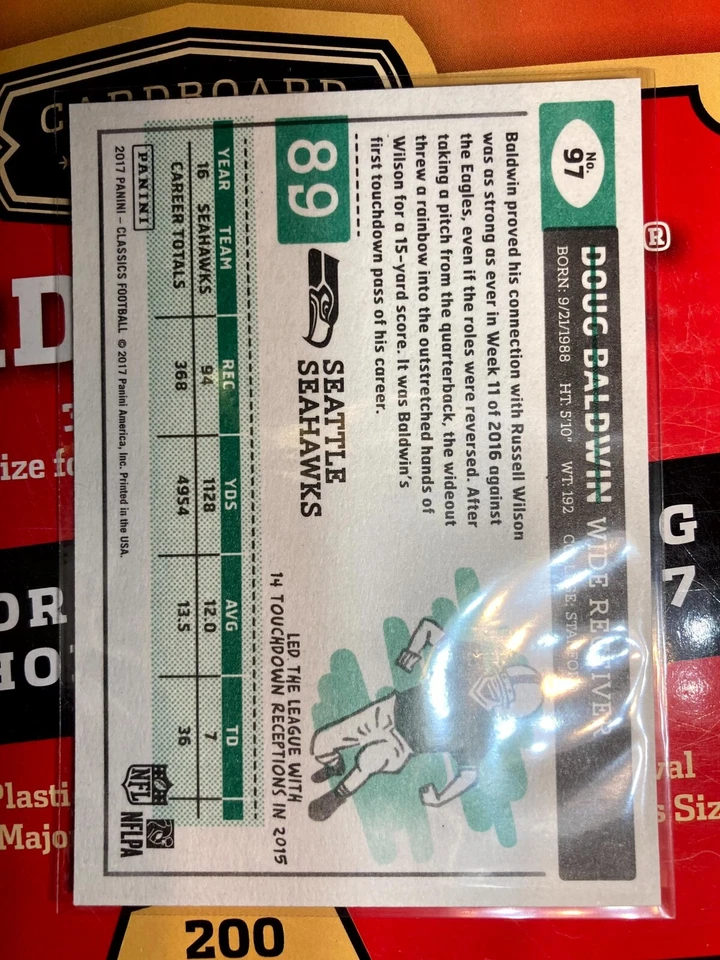 No.
97
DOUG BALDWIN WIDE RECEIVER
BORN: 9/21/1988 HT: 5'10" WT: 192
Baldwin proved his connection with Russell Wilson
was as strong as ever in Week 11 of 2016 against
the Eagles, even if the roles were reversed. After
taking a pitch from the quarterback, the wideout
threw a rainbow into the outstretched hands of
Wilson for a 15-yard score. It was Baldwin's
first touchdown pass of his career.
89
SEATTLE
SEAHAWKS
LED THE LEAGUE WITH
14 TOUCHDOWN RECEPTIONS IN 2015
YEAR TEAM REC YDS AVG TD
16 SEAHAWKS 94 1128 12.0 7
CAREER TOTALS 368 4954 13.5 36
PANINI
NFL
NFLPA
2017 PANINI – CLASSICS FOOTBALL © 2017 Panini America, Inc. Printed in the USA.
CARDBOARD
®
G
7
200